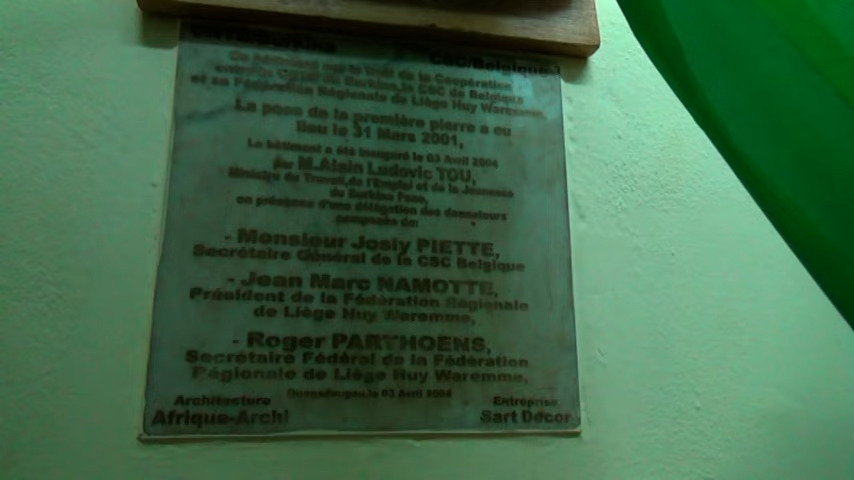 CSC/Belgique
Ce bâtiment est le fruit de la Coopération
entre du Burkina, la CSC de Belgique
et sa Fédération Régionale de Liège Huy Waremme,
La pose de la première pierre a eu
lieu le 31 Mars 2001,
Le bâtiment a été inauguré le 03 Avril 2004
par M.Alain Ludovic TOU,
Ministre du Travail,de l'Emploi et de la Jeunesse
du Burkina Faso,
en présence d'une délégation des donateurs
composée de:
- Monsieur Josly PIETTE,
Secrétaire Général de la CSC Belgique
- Jean Marc NAMOTTE,
Président de la Fédération Régionale
de Liège Huy Waremme,
- Roger PARTHOENS,
Secrétaire Fédéral de la Fédération
Régionale de Liège Huy Waremme,
Ouagadougou,le 03 Avril 2004
Architecture
Afrique-Archi
Entreprise
Sart Décor